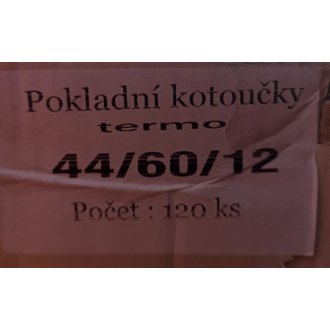 Pokladní kotoučky
termo
44/60/12
Počet : 120 ks